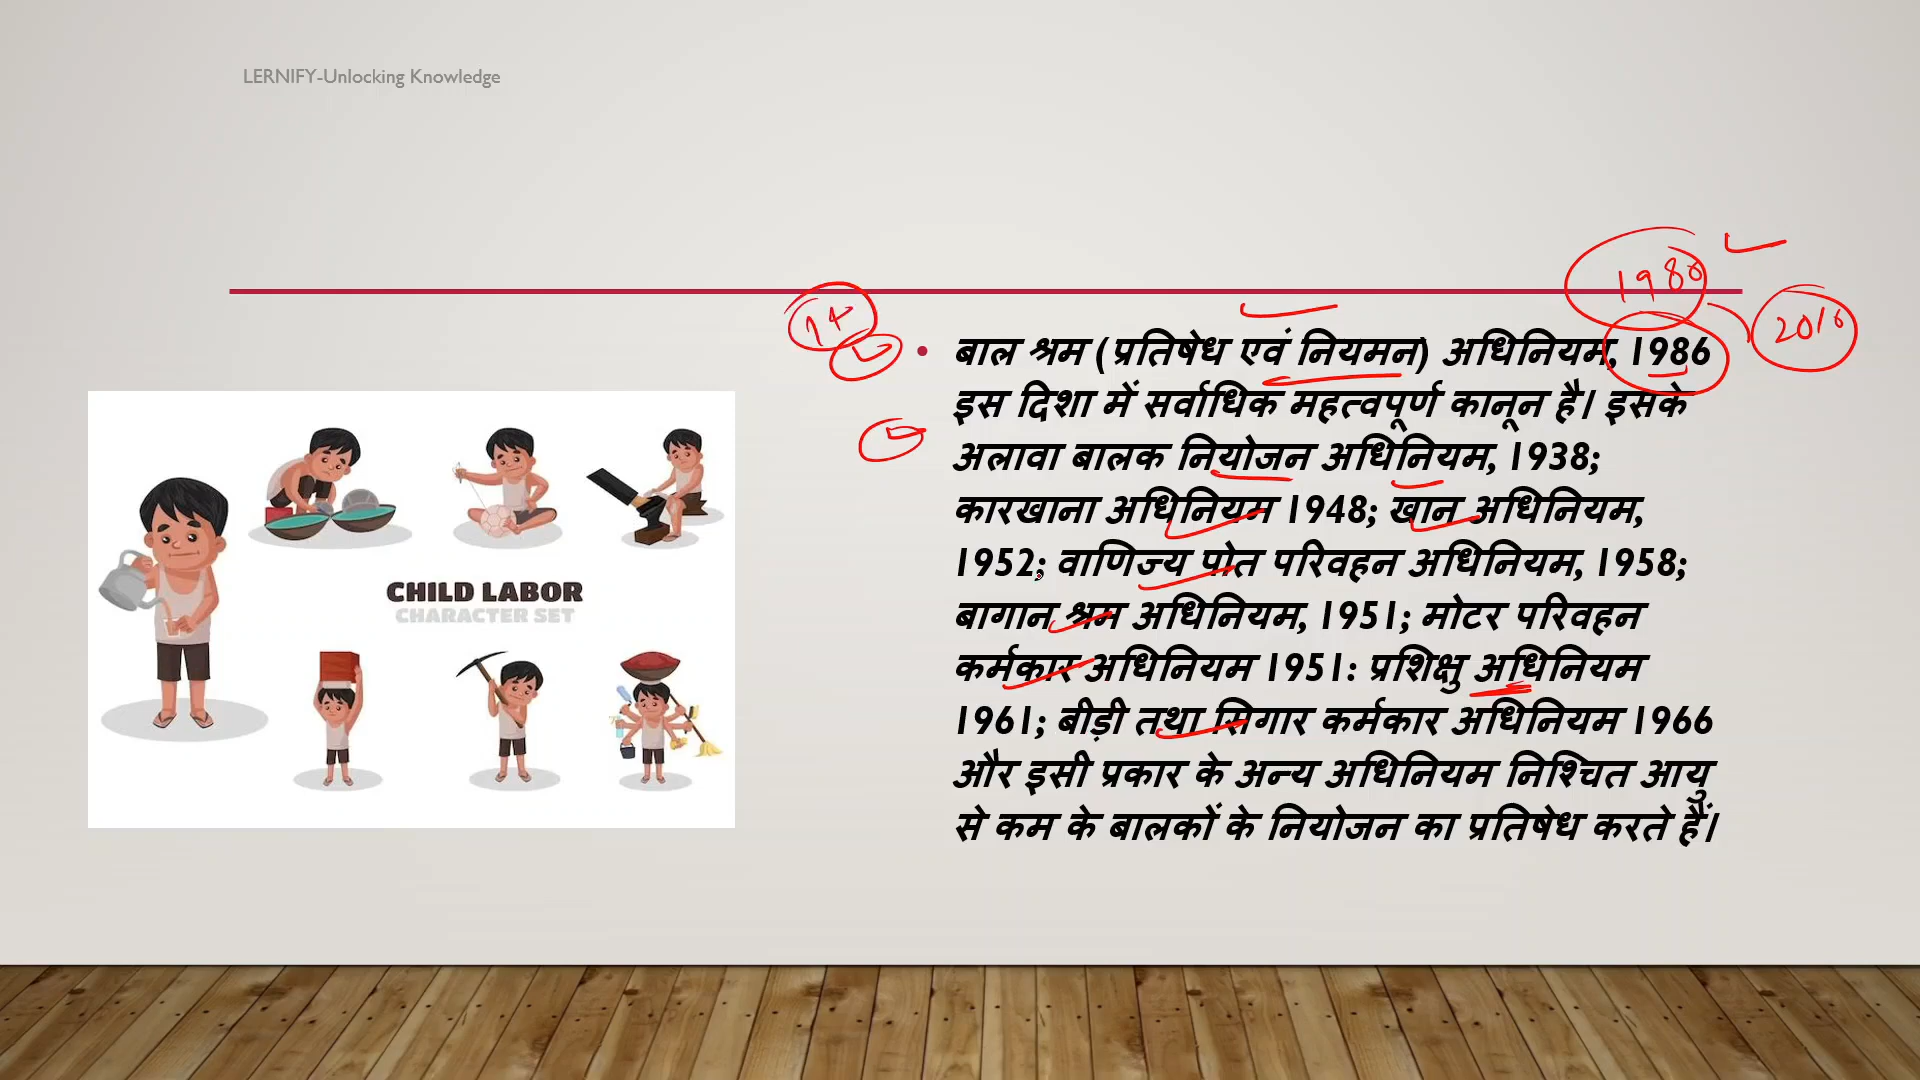 LERNIFY-Unlocking Knowledge
1986
2016
14
बाल श्रम (प्रतिषेध एवं नियमन) अधिनियम, 1986
इस दिशा में सर्वाधिक महत्वपूर्ण कानून है। इसके
अलावा बालक नियोजन अधिनियम, 1938;
कारखाना अधिनियम 1948; खान अधिनियम,
1952; वाणिज्य पोत परिवहन अधिनियम, 1958;
बागान श्रम अधिनियम, 1951; मोटर परिवहन
कर्मकार अधिनियम 1951: प्रशिक्षु अधिनियम
1961; बीड़ी तथा सिगार कर्मकार अधिनियम 1966
और इसी प्रकार के अन्य अधिनियम निश्चित आयु
से कम के बालकों के नियोजन का प्रतिषेध करते हैं।
CHILD LABOR
CHARACTER SET